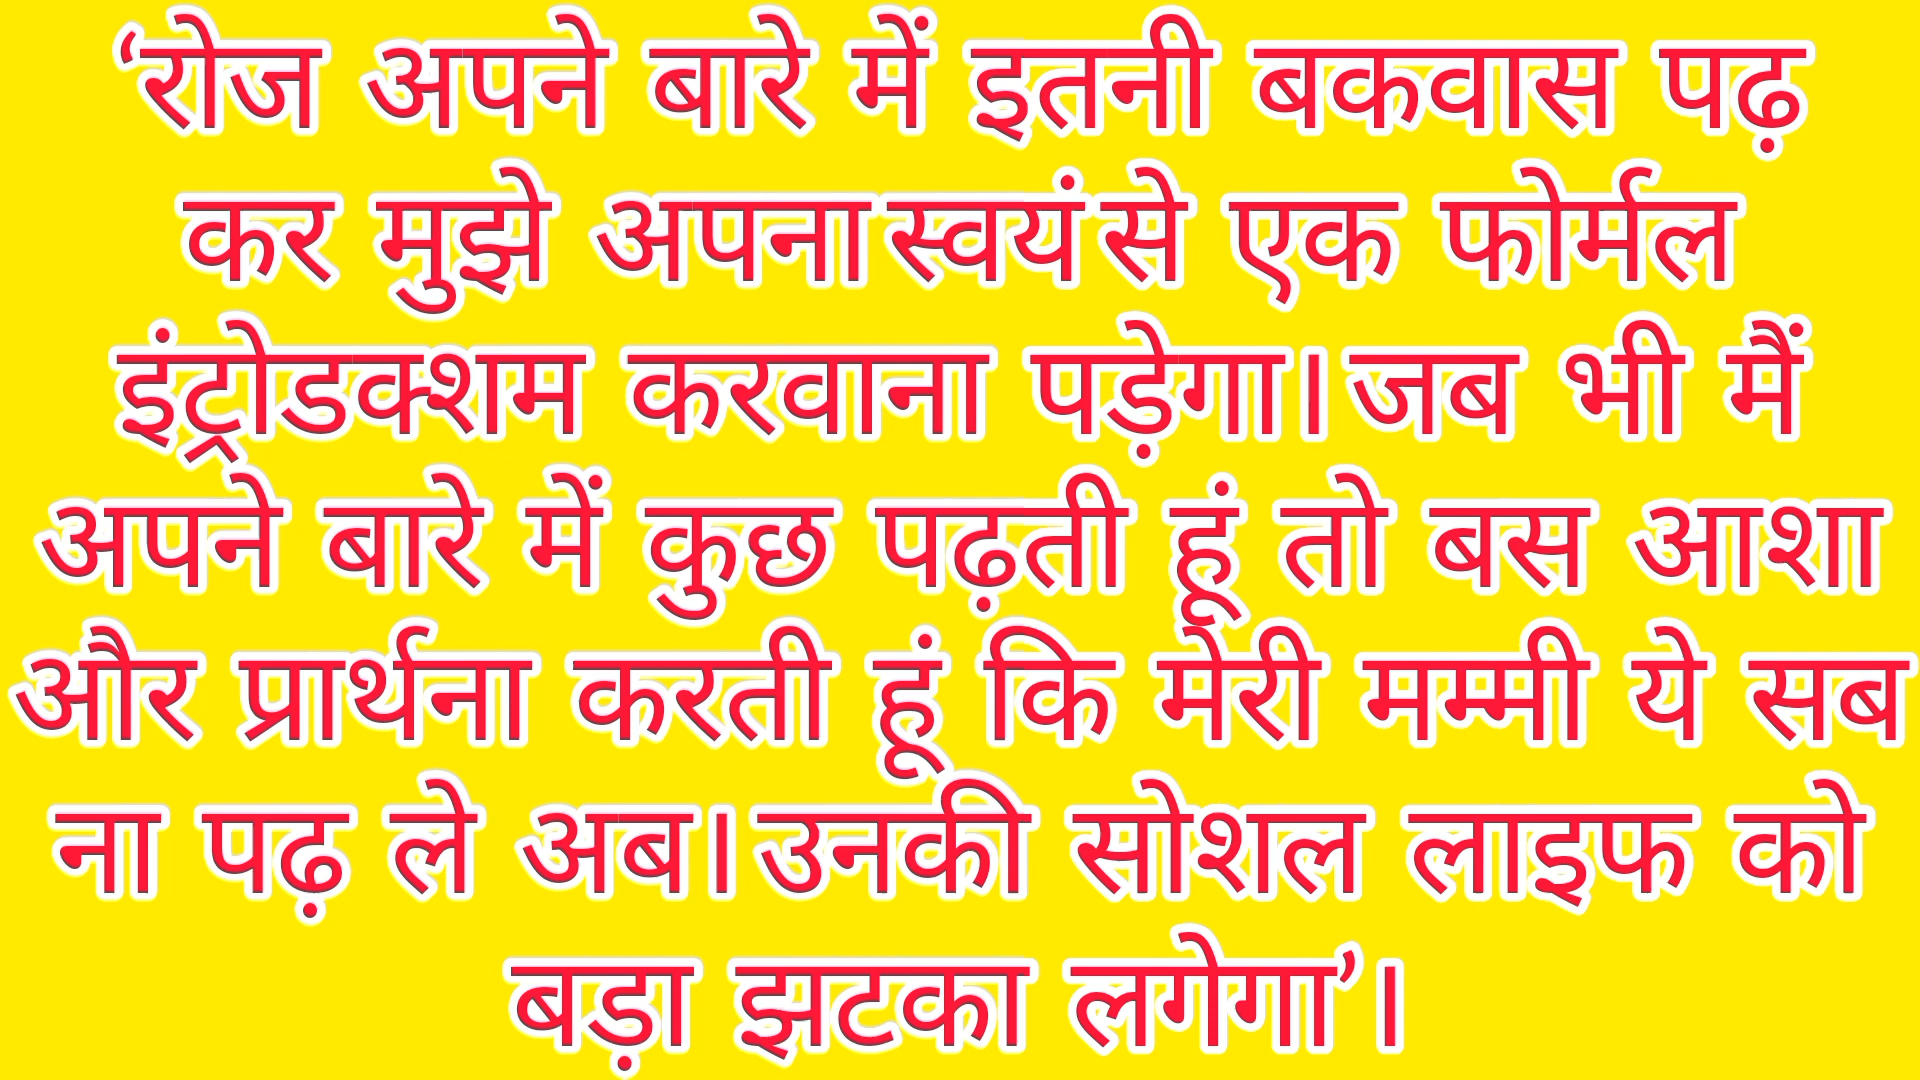 ‘रोज अपने बारे में इतनी बकवास पढ़
कर मुझे अपना स्वयं से एक फोर्मल
इंट्रोडक्शम करवाना पड़ेगा। जब भी मैं
अपने बारे में कुछ पढ़ती हूं तो बस आशा
और प्रार्थना करती हूं कि मेरी मम्मी ये सब
ना पढ़ ले अब। उनकी सोशल लाइफ को
बड़ा झटका लगेगा’।